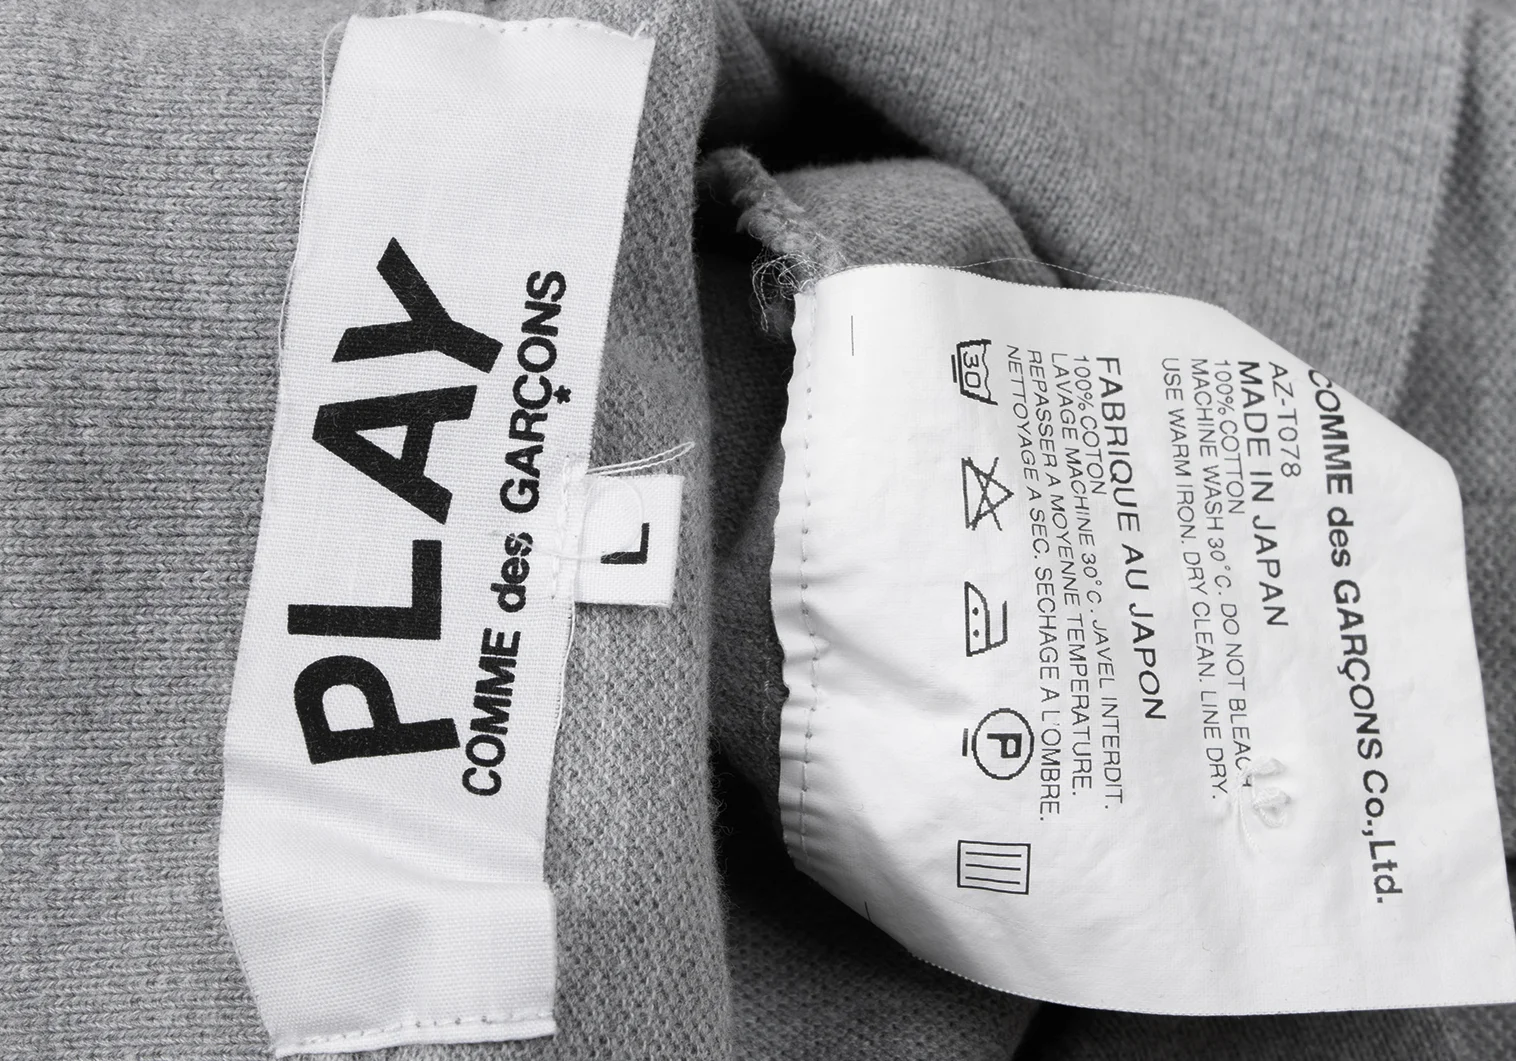 PLAY
COMME des GARÇONS
*
L
COMME des GARÇONS Co.,Ltd.
AZ-T078
MADE IN JAPAN
100% COTTON
MACHINE WASH 30°C. DO NOT BLEACH
USE WARM IRON. DRY CLEAN. LINE DRY.
FABRIQUE AU JAPON
100% COTON
LAVAGE MACHINE 30°C. JAVEL INTERDIT.
REPASSER A MOYENNE TEMPERATURE.
NETTOYAGE A SEC. SECHAGE A L'OMBRE.
30
P